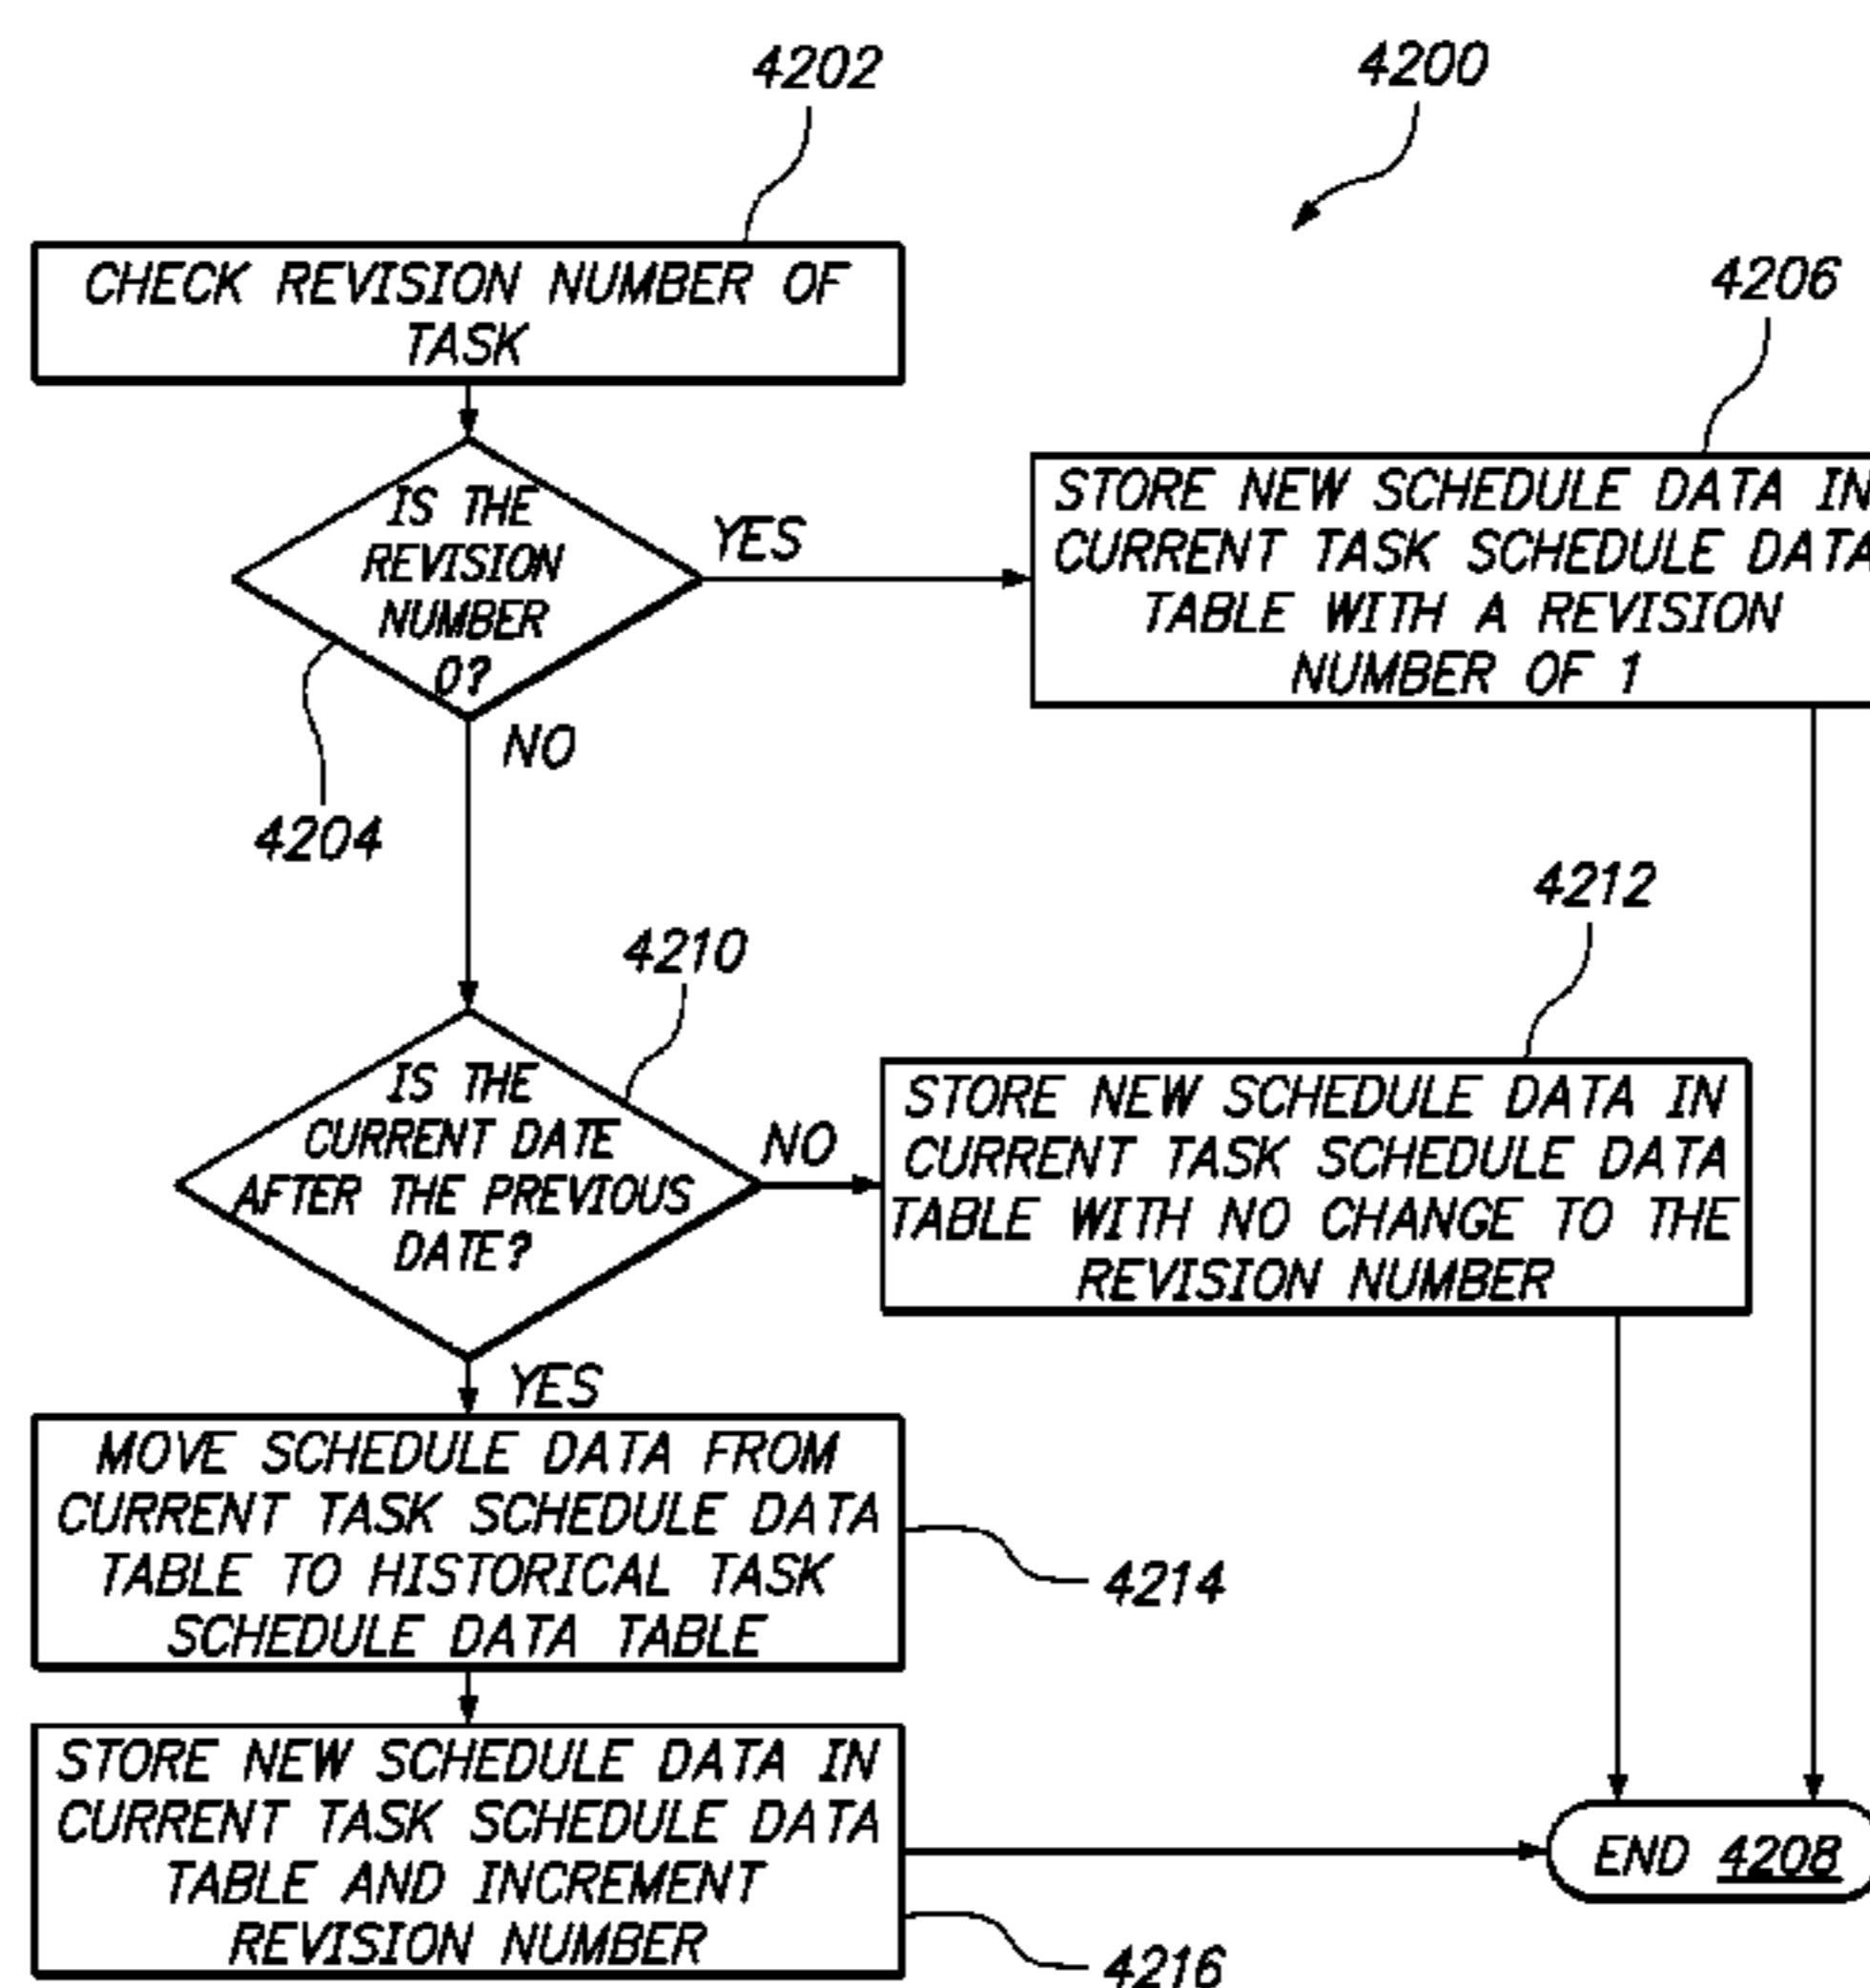 4202
4200
CHECK REVISION NUMBER OF
TASK
4206
IS THE
REVISION
NUMBER
0?
YES
STORE NEW SCHEDULE DATA IN
CURRENT TASK SCHEDULE DATA
TABLE WITH A REVISION
NUMBER OF 1
NO
4204
4212
4210
IS THE
CURRENT DATE
AFTER THE PREVIOUS
DATE?
NO
STORE NEW SCHEDULE DATA IN
CURRENT TASK SCHEDULE DATA
TABLE WITH NO CHANGE TO THE
REVISION NUMBER
YES
MOVE SCHEDULE DATA FROM
CURRENT TASK SCHEDULE DATA
TABLE TO HISTORICAL TASK
SCHEDULE DATA TABLE
4214
STORE NEW SCHEDULE DATA IN
CURRENT TASK SCHEDULE DATA
TABLE AND INCREMENT
REVISION NUMBER
END 4208
4216